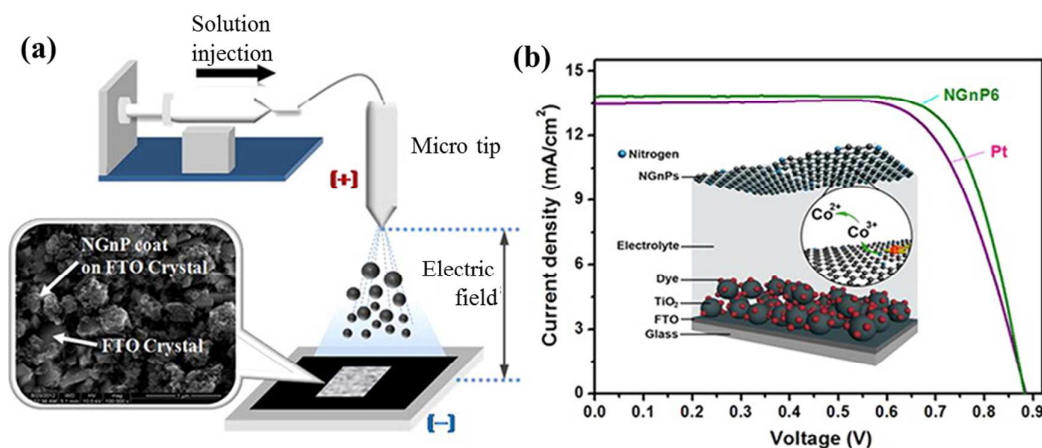 (a)
Solution
injection
Micro tip
(+)
NGnP coat
on FTO Crystal
FTO Crystal
Electric
field
(−)
(b)
Current density (mA/cm²)
15
12
9
6
3
0
NGnP6
Pt
Nitrogen
NGnPs
Co²⁺
Co³⁺
Electrolyte
Dye
TiO₂
FTO
Glass
0.0 0.1 0.2 0.3 0.4 0.5 0.6 0.7 0.8 0.9
Voltage (V)